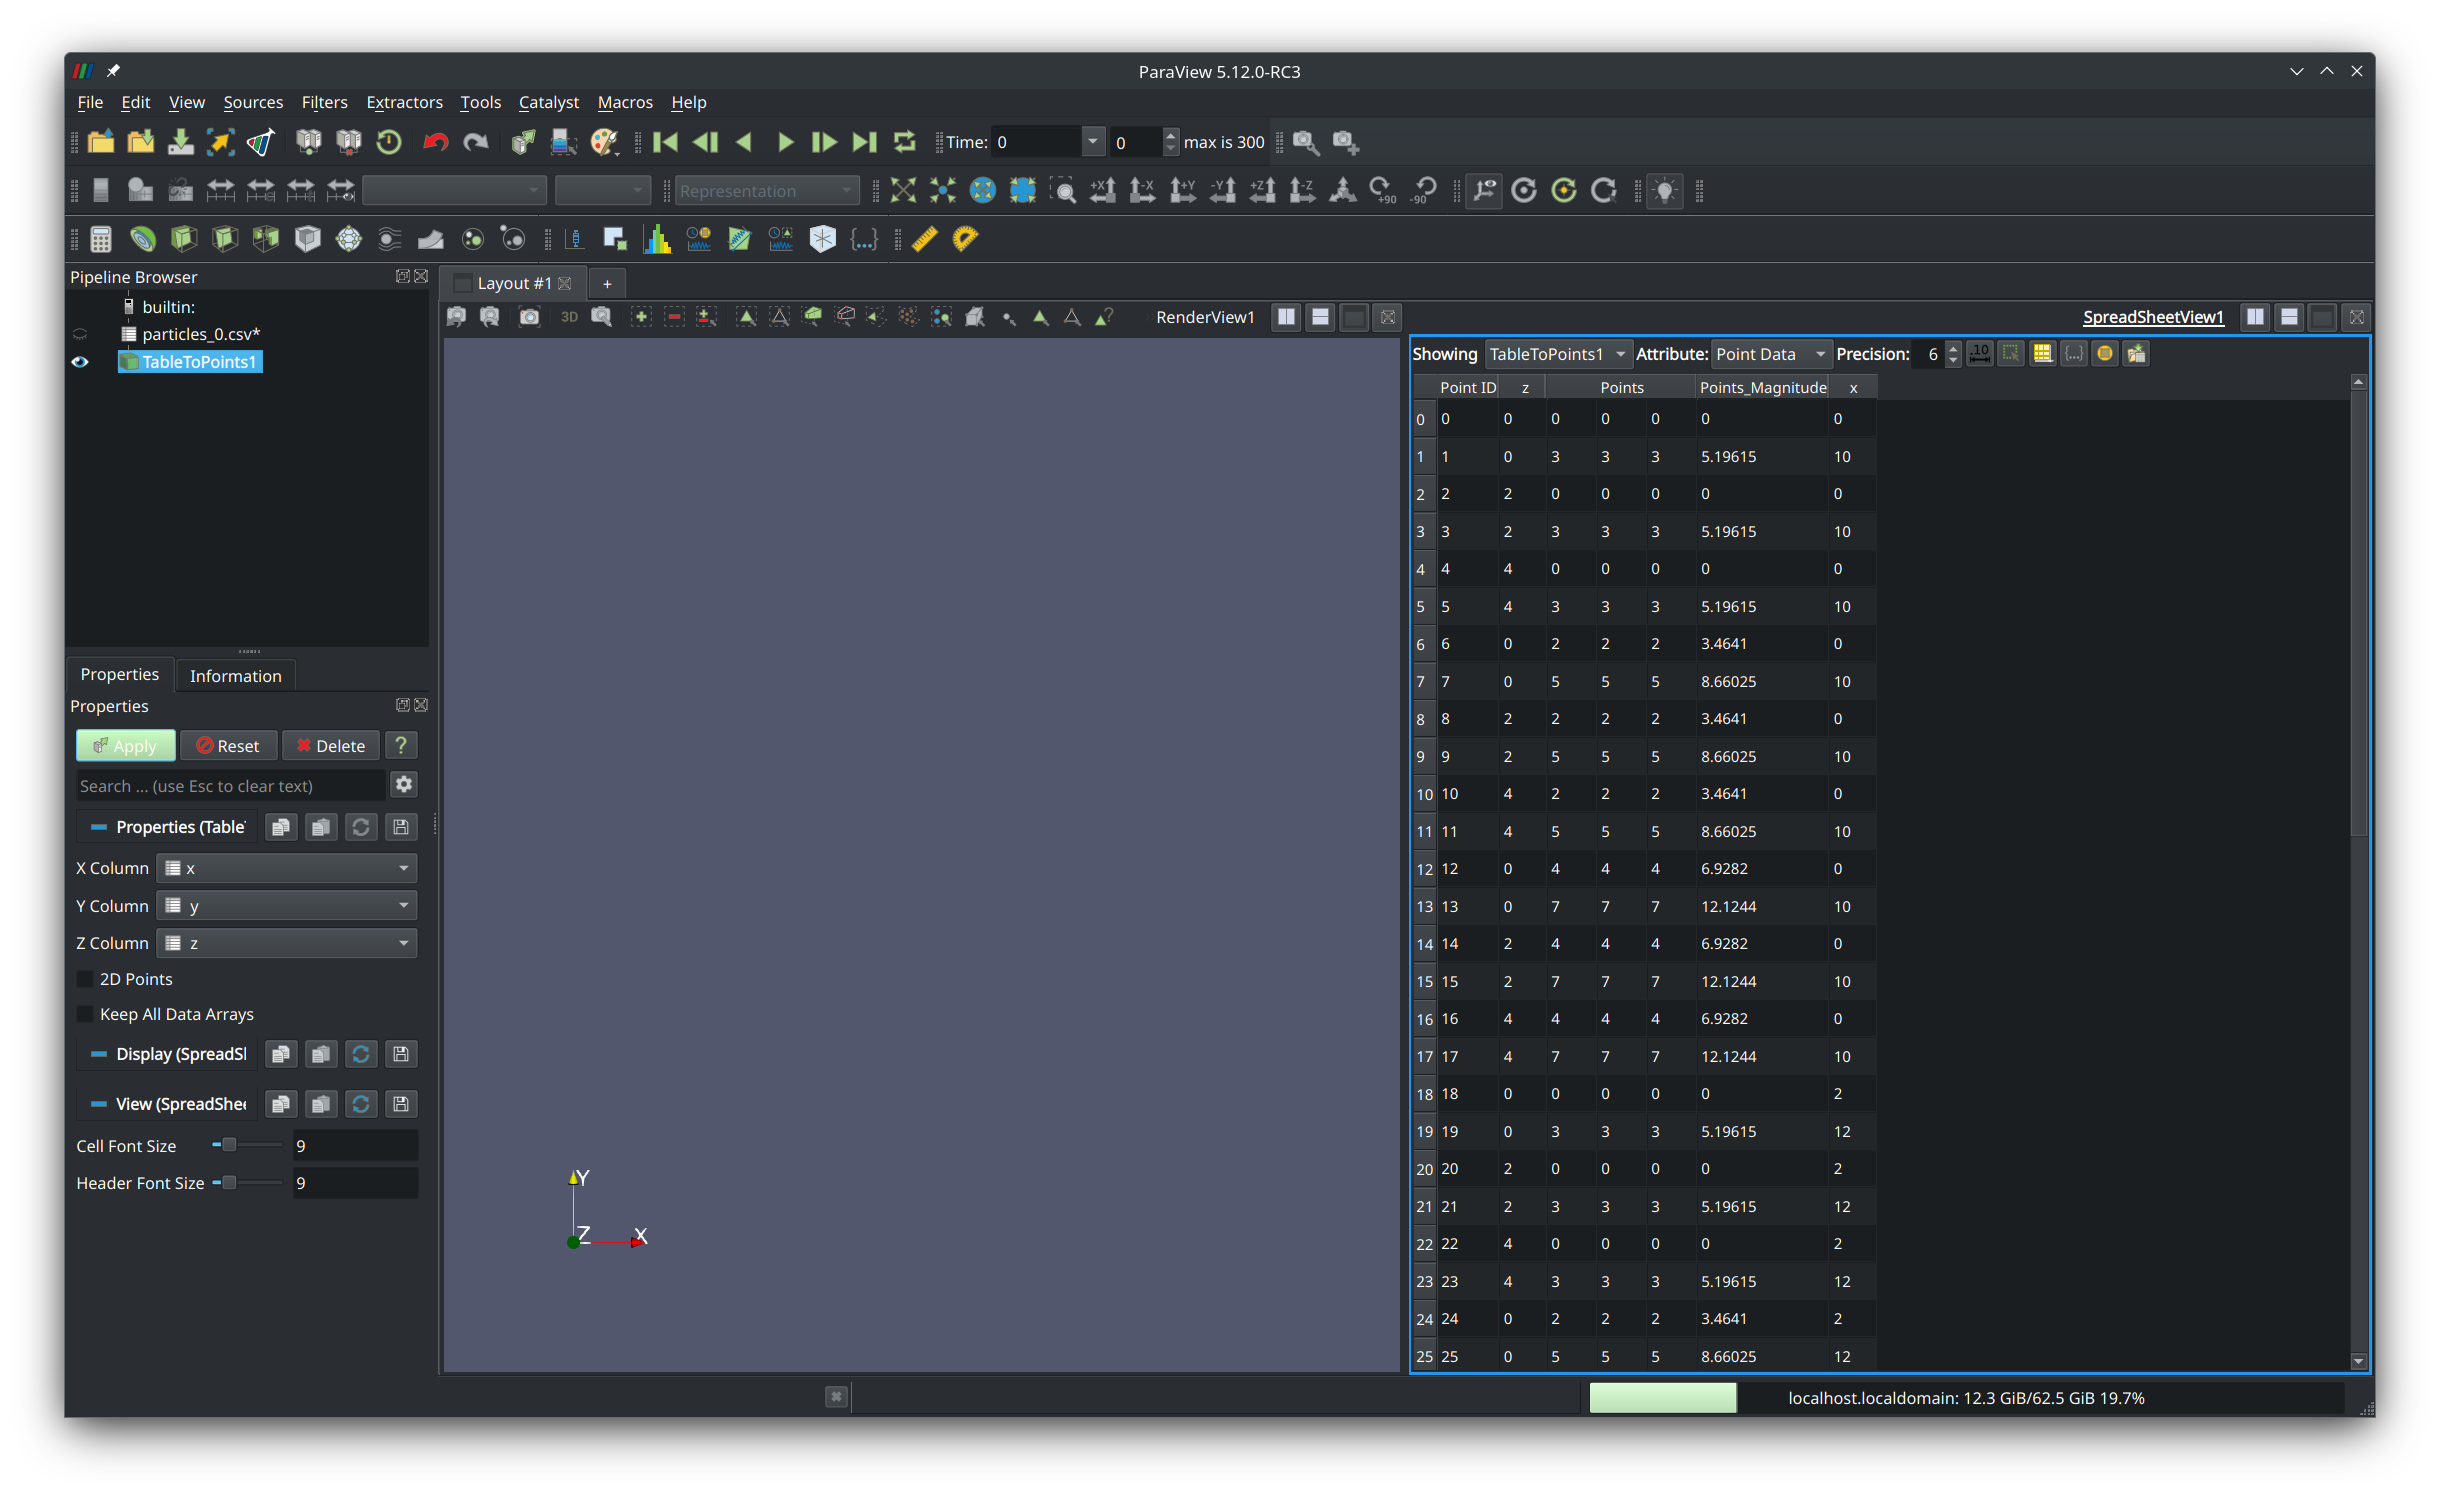 ParaView 5.12.0-RC3
File Edit View Sources Filters Extractors Tools Catalyst Macros Help
Time: 0 0 max is 300
Representation +X -X +Y -Y +Z -Z +90 -90
Pipeline Browser
builtin:
particles_0.csv*
TableToPoints1
Properties Information
Properties
Apply Reset Delete ?
Search ... (use Esc to clear text)
Properties (Table
X Column x
Y Column y
Z Column z
2D Points
Keep All Data Arrays
Display (SpreadSl
View (SpreadShee
Cell Font Size 9
Header Font Size 9
Layout #1 +
3D RenderView1
Y
Z X
SpreadSheetView1
Showing TableToPoints1 Attribute: Point Data Precision: 6 .10 {...}
Point ID z Points Points_Magnitude x
0 0 0 0 0 0 0 0
1 1 0 3 3 3 5.19615 10
2 2 2 0 0 0 0 0
3 3 2 3 3 3 5.19615 10
4 4 4 0 0 0 0 0
5 5 4 3 3 3 5.19615 10
6 6 0 2 2 2 3.4641 0
7 7 0 5 5 5 8.66025 10
8 8 2 2 2 2 3.4641 0
9 9 2 5 5 5 8.66025 10
10 10 4 2 2 2 3.4641 0
11 11 4 5 5 5 8.66025 10
12 12 0 4 4 4 6.9282 0
13 13 0 7 7 7 12.1244 10
14 14 2 4 4 4 6.9282 0
15 15 2 7 7 7 12.1244 10
16 16 4 4 4 4 6.9282 0
17 17 4 7 7 7 12.1244 10
18 18 0 0 0 0 0 2
19 19 0 3 3 3 5.19615 12
20 20 2 0 0 0 0 2
21 21 2 3 3 3 5.19615 12
22 22 4 0 0 0 0 2
23 23 4 3 3 3 5.19615 12
24 24 0 2 2 2 3.4641 2
25 25 0 5 5 5 8.66025 12
localhost.localdomain: 12.3 GiB/62.5 GiB 19.7%